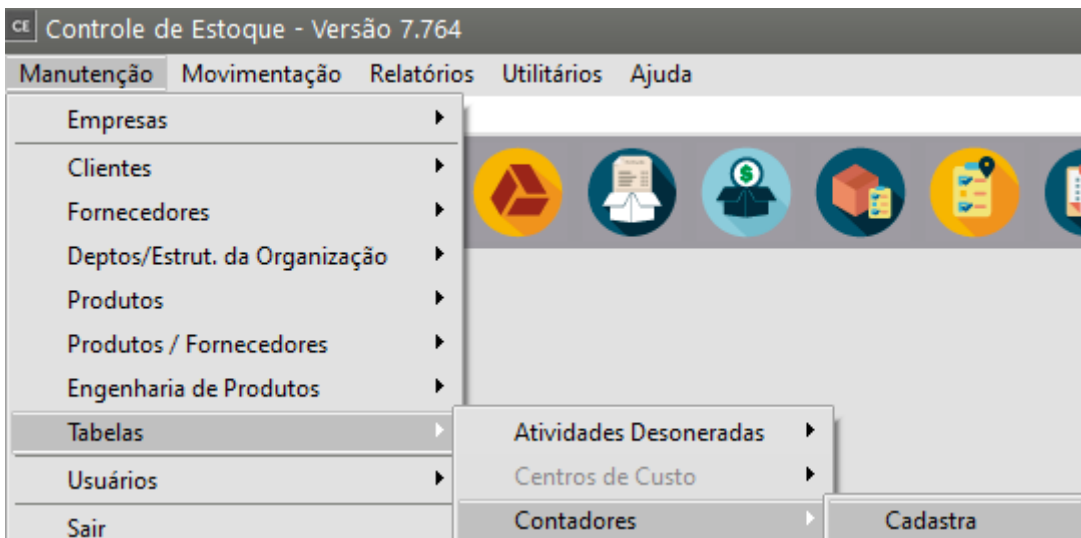 CE Controle de Estoque - Versão 7.764
Manutenção Movimentação Relatórios Utilitários Ajuda
Empresas
Clientes
Fornecedores
Deptos/Estrut. da Organização
Produtos
Produtos / Fornecedores
Engenharia de Produtos
Tabelas Atividades Desoneradas
Usuários Centros de Custo
Sair Contadores Cadastra